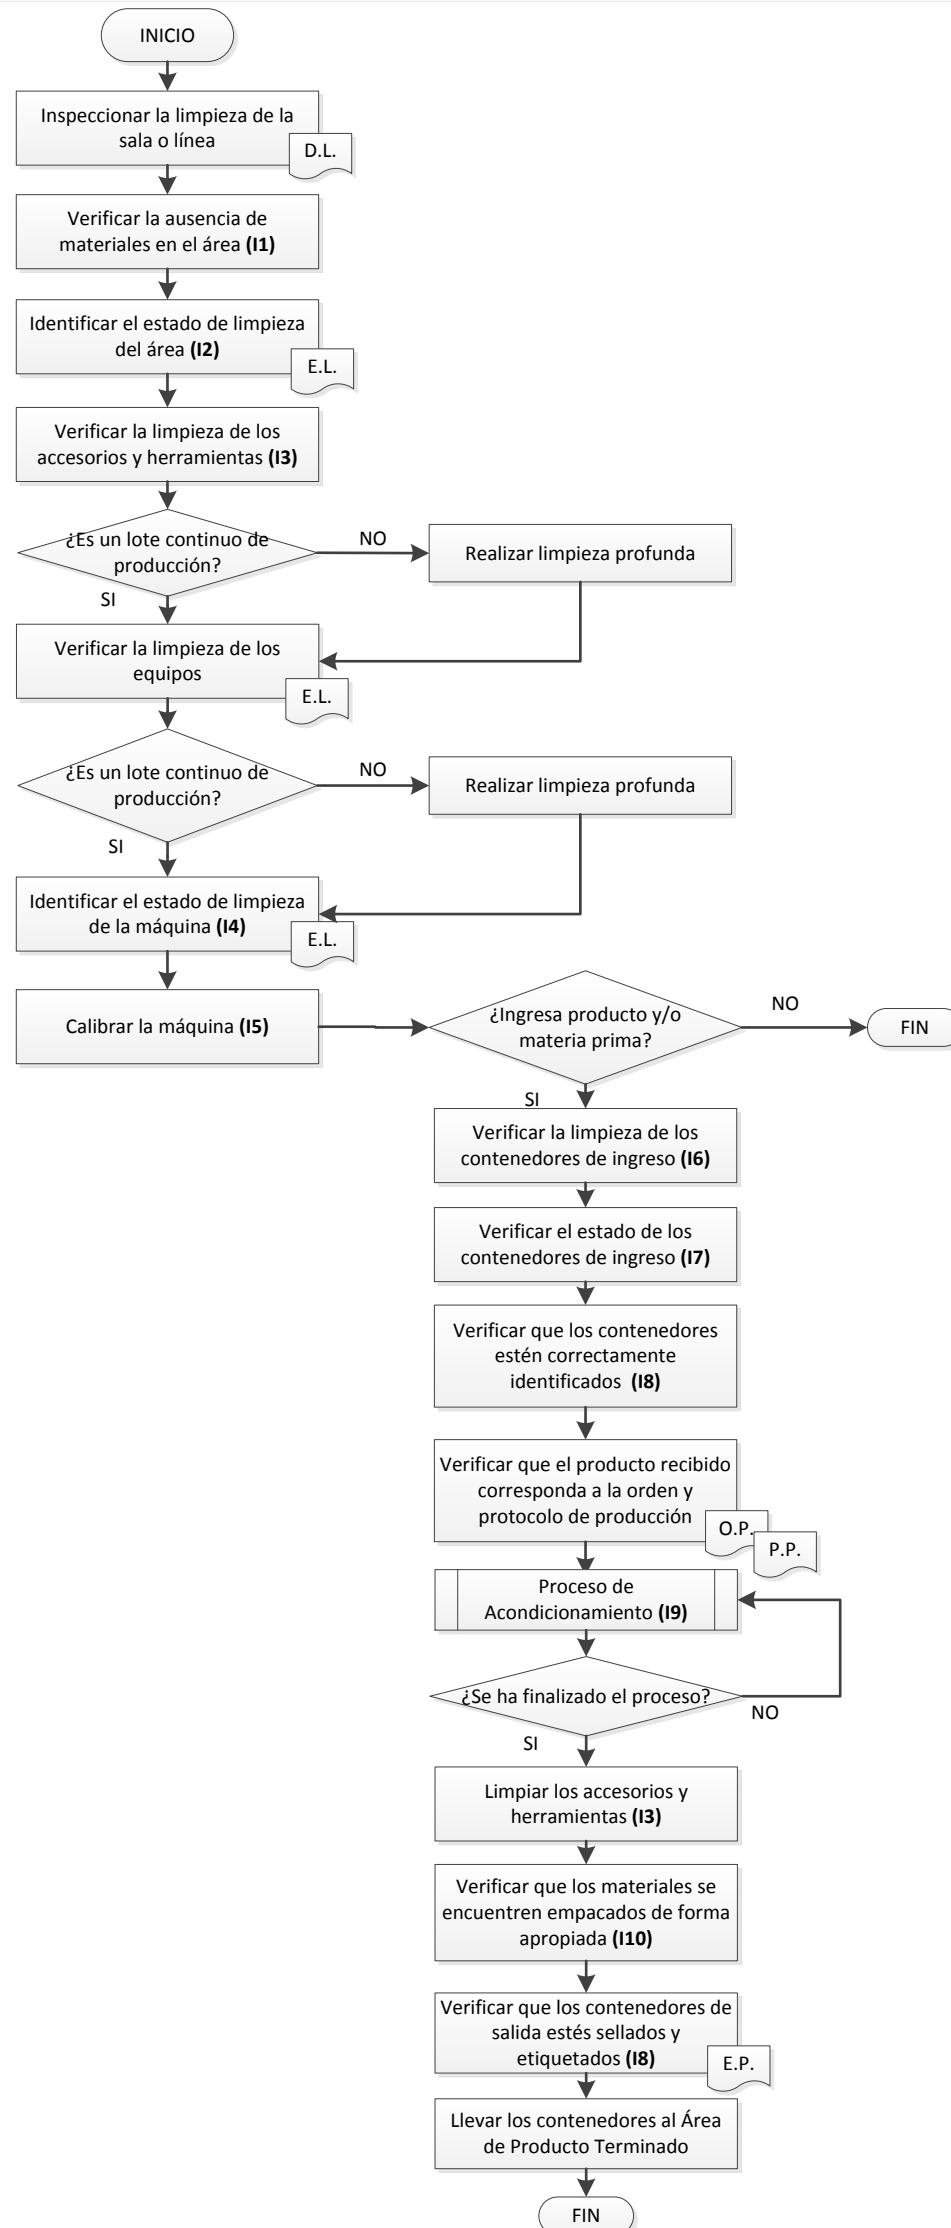 INICIO
Inspeccionar la limpieza de la
sala o línea
D.L.
Verificar la ausencia de
materiales en el área (I1)
Identificar el estado de limpieza
del área (I2)
E.L.
Verificar la limpieza de los
accesorios y herramientas (I3)
¿Es un lote continuo de
producción?
NO
Realizar limpieza profunda
SI
Verificar la limpieza de los
equipos
E.L.
¿Es un lote continuo de
producción?
NO
Realizar limpieza profunda
SI
Identificar el estado de limpieza
de la máquina (I4)
E.L.
Calibrar la máquina (I5)
¿Ingresa producto y/o
materia prima?
NO
FIN
SI
Verificar la limpieza de los
contenedores de ingreso (I6)
Verificar el estado de los
contenedores de ingreso (I7)
Verificar que los contenedores
estén correctamente
identificados (I8)
Verificar que el producto recibido
corresponda a la orden y
protocolo de producción
O.P.
P.P.
Proceso de
Acondicionamiento (I9)
¿Se ha finalizado el proceso?
NO
SI
Limpiar los accesorios y
herramientas (I3)
Verificar que los materiales se
encuentren empacados de forma
apropiada (I10)
Verificar que los contenedores de
salida estés sellados y
etiquetados (I8)
E.P.
Llevar los contenedores al Área
de Producto Terminado
FIN